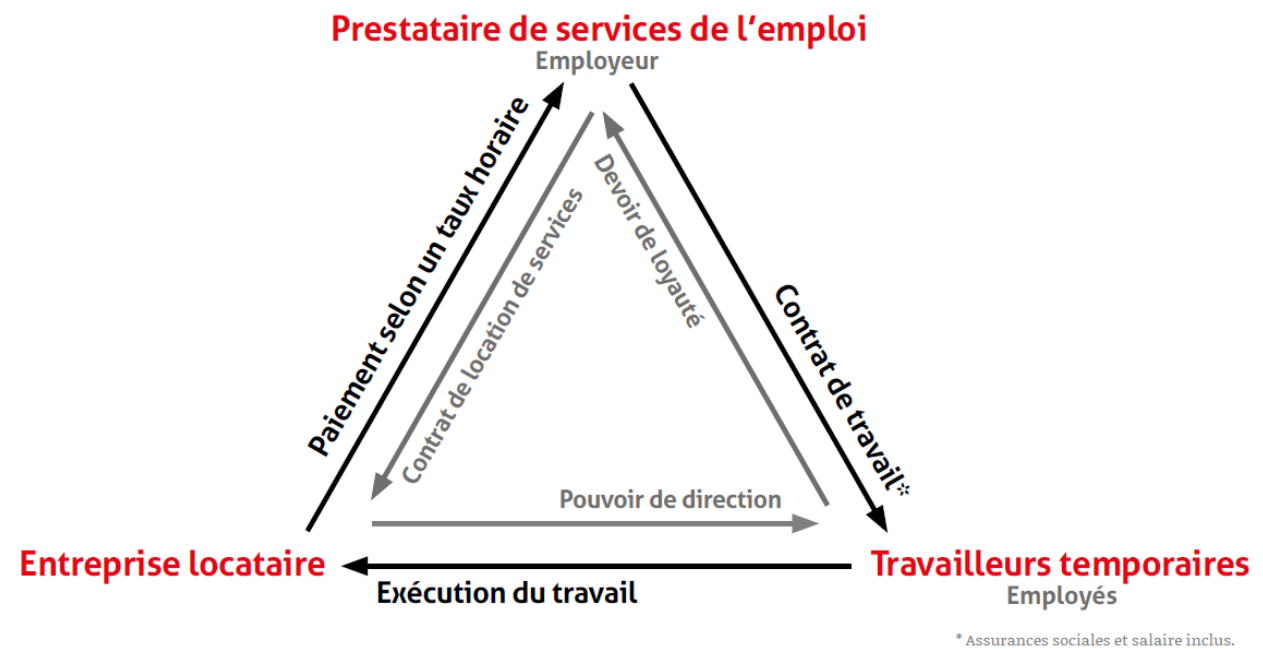 Prestataire de services de l’emploi
Employeur
Paiement selon un taux horaire
Contrat de location de services
Devoir de loyauté
Contrat de travail*
Pouvoir de direction
Entreprise locataire
Travailleurs temporaires
Exécution du travail
Employés
* Assurances sociales et salaire inclus.